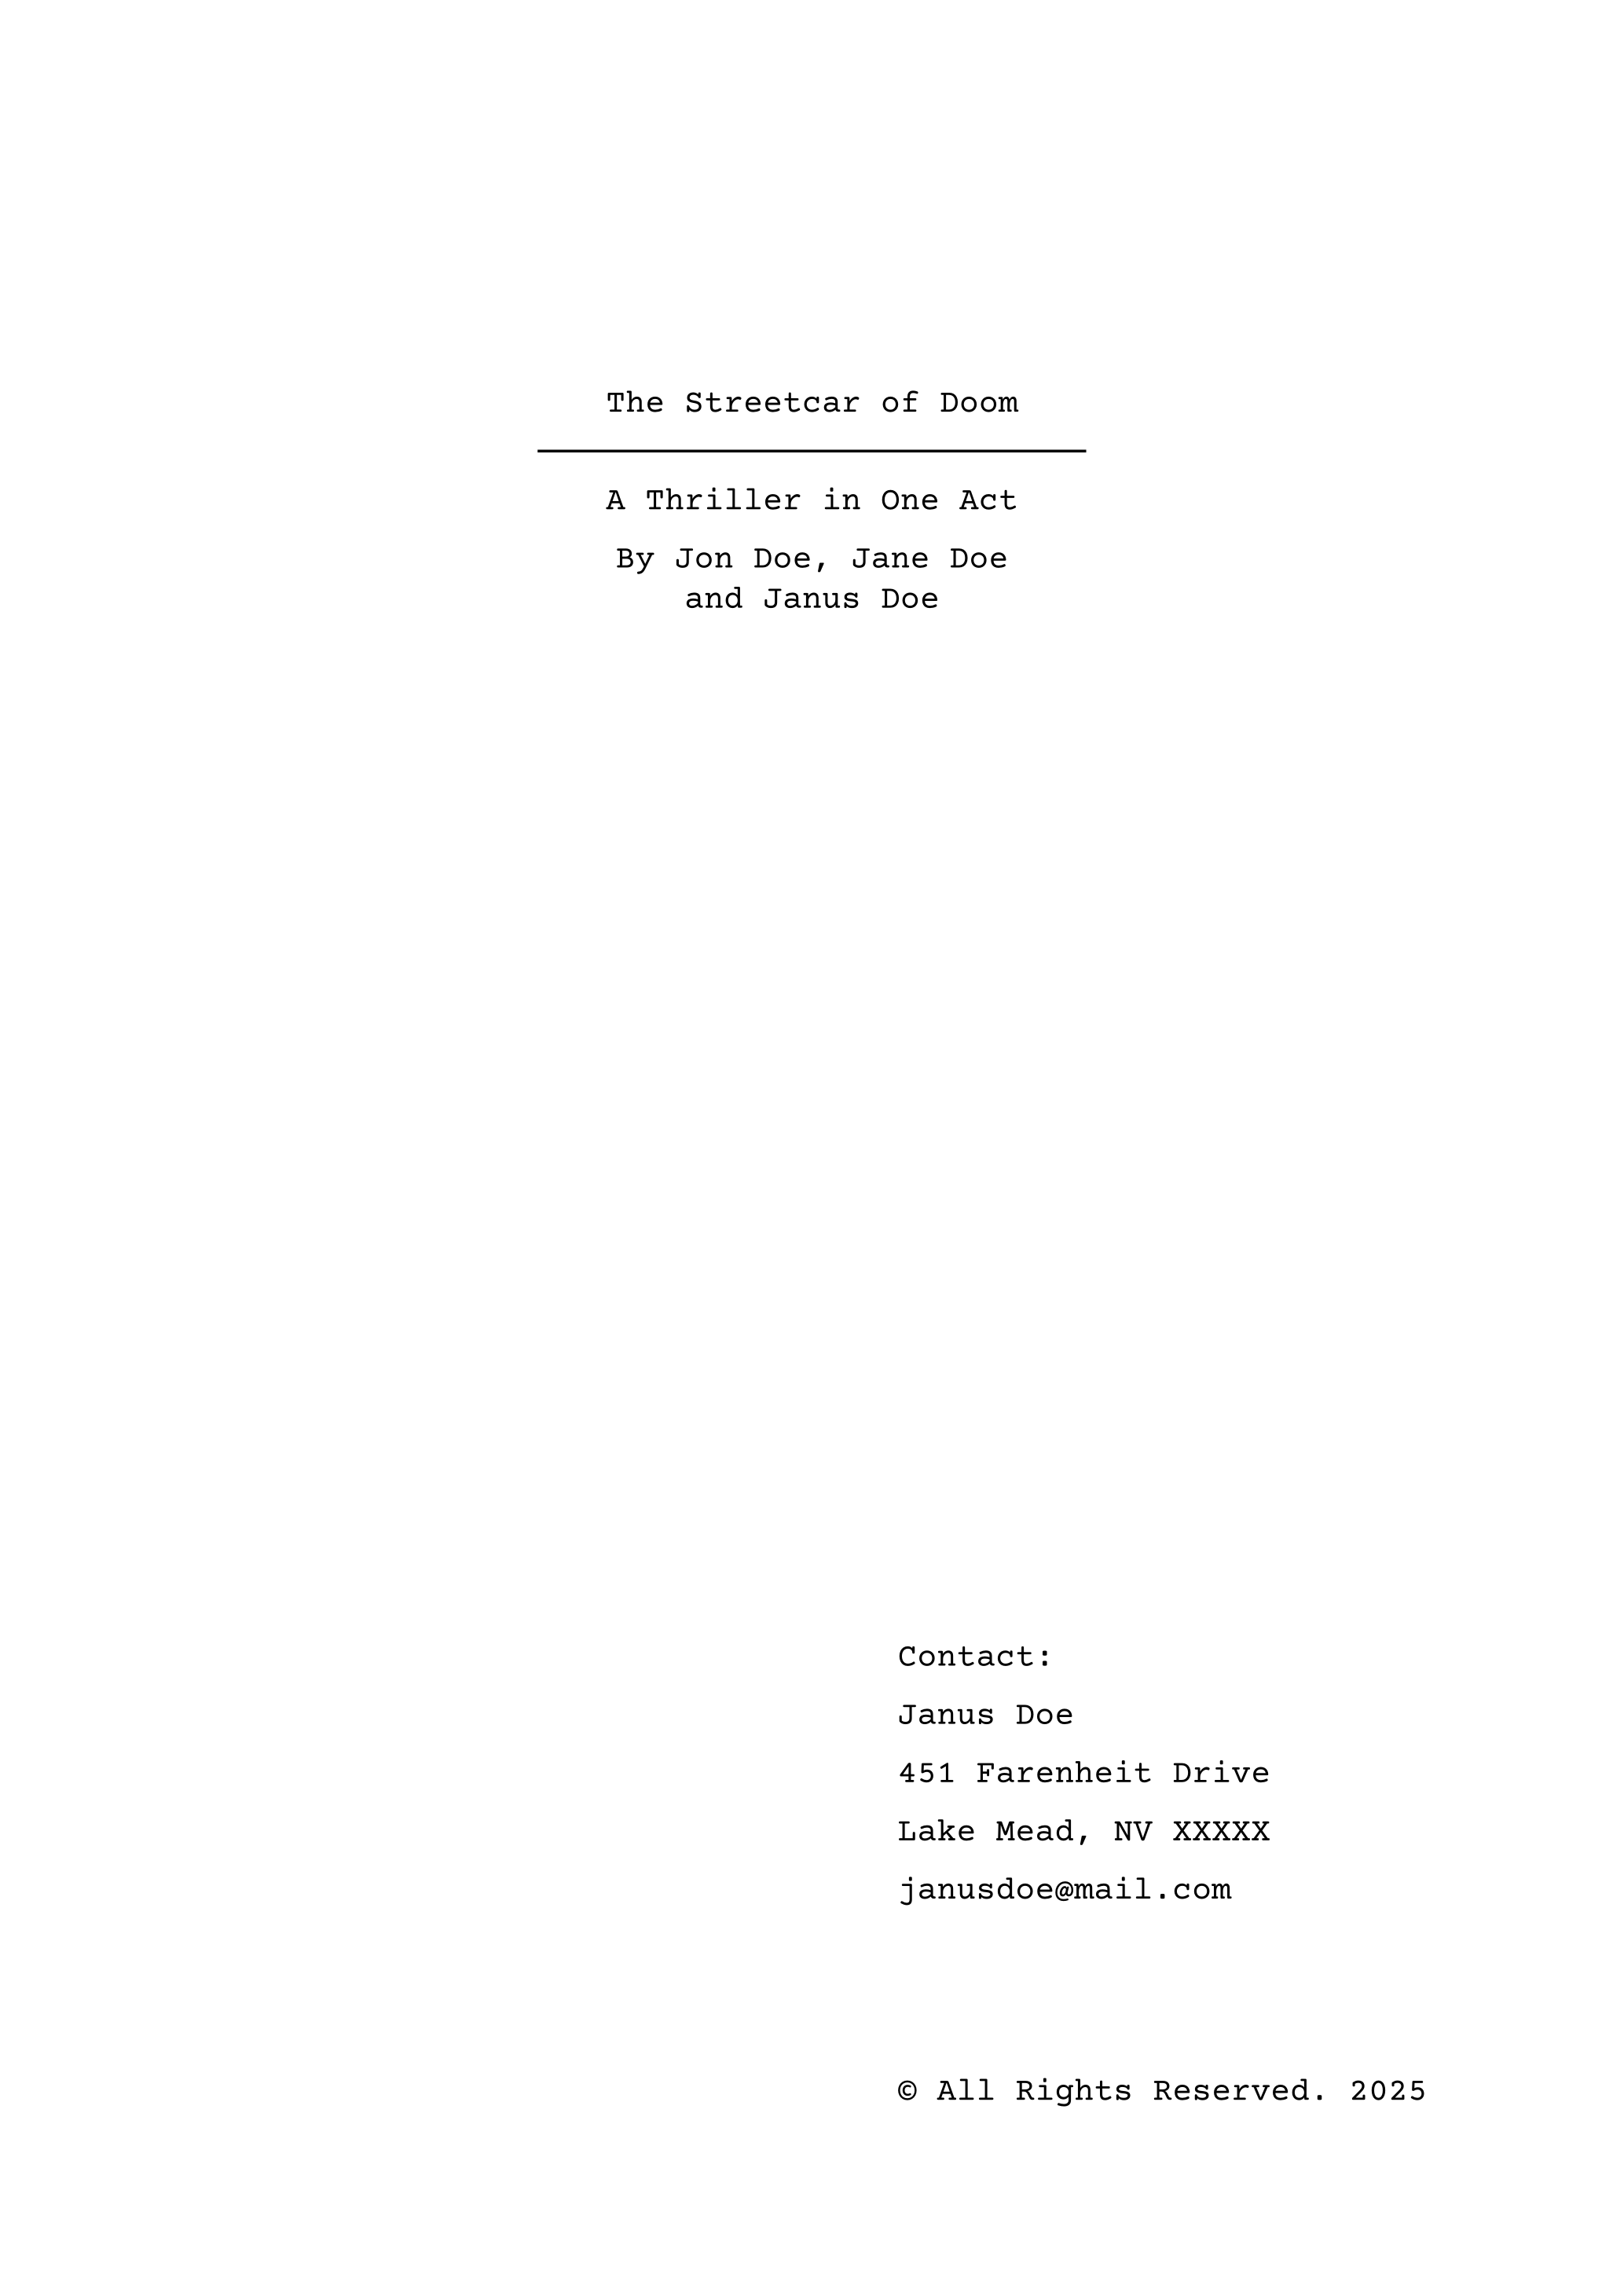 The Streetcar of Doom
A Thriller in One Act
By Jon Doe, Jane Doe
and Janus Doe
Contact:
Janus Doe
451 Farenheit Drive
Lake Mead, NV XXXXX
janusdoe@mail.com
© All Rights Reserved. 2025